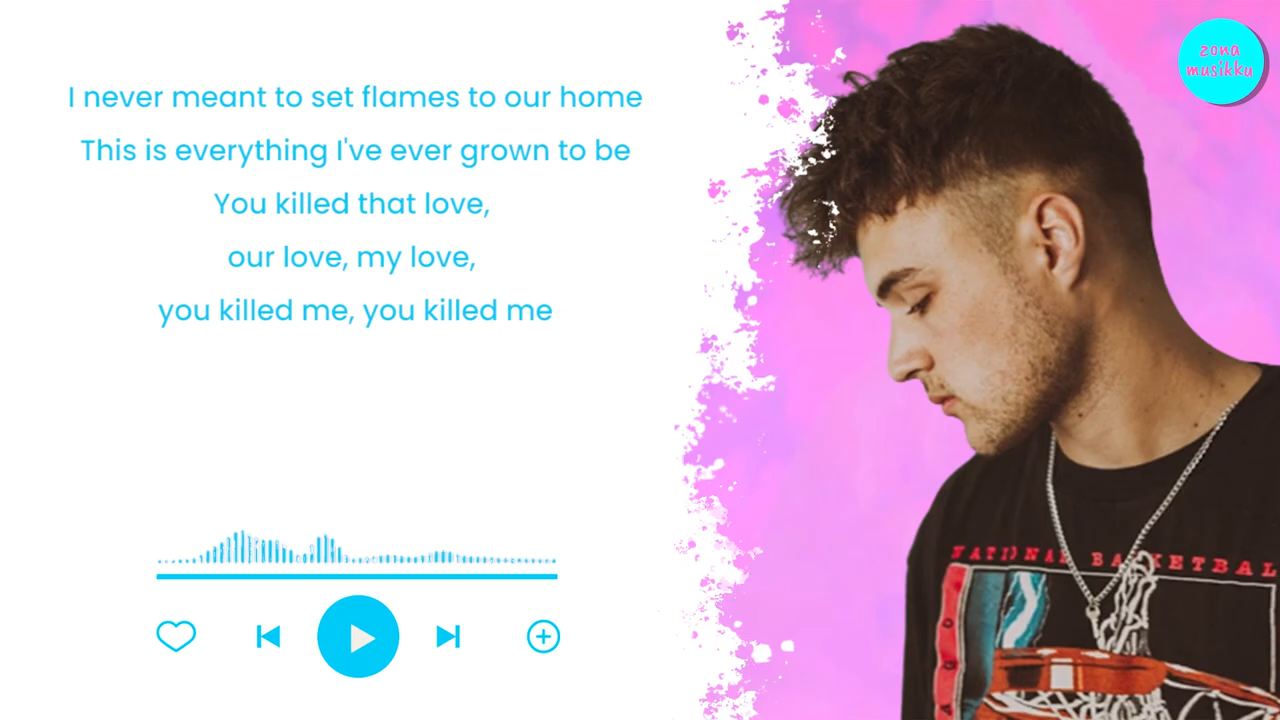 I never meant to set flames to our home
This is everything I've ever grown to be
You killed that love,
our love, my love,
you killed me, you killed me
zona
musikku
NATIONAL BASKETBAL